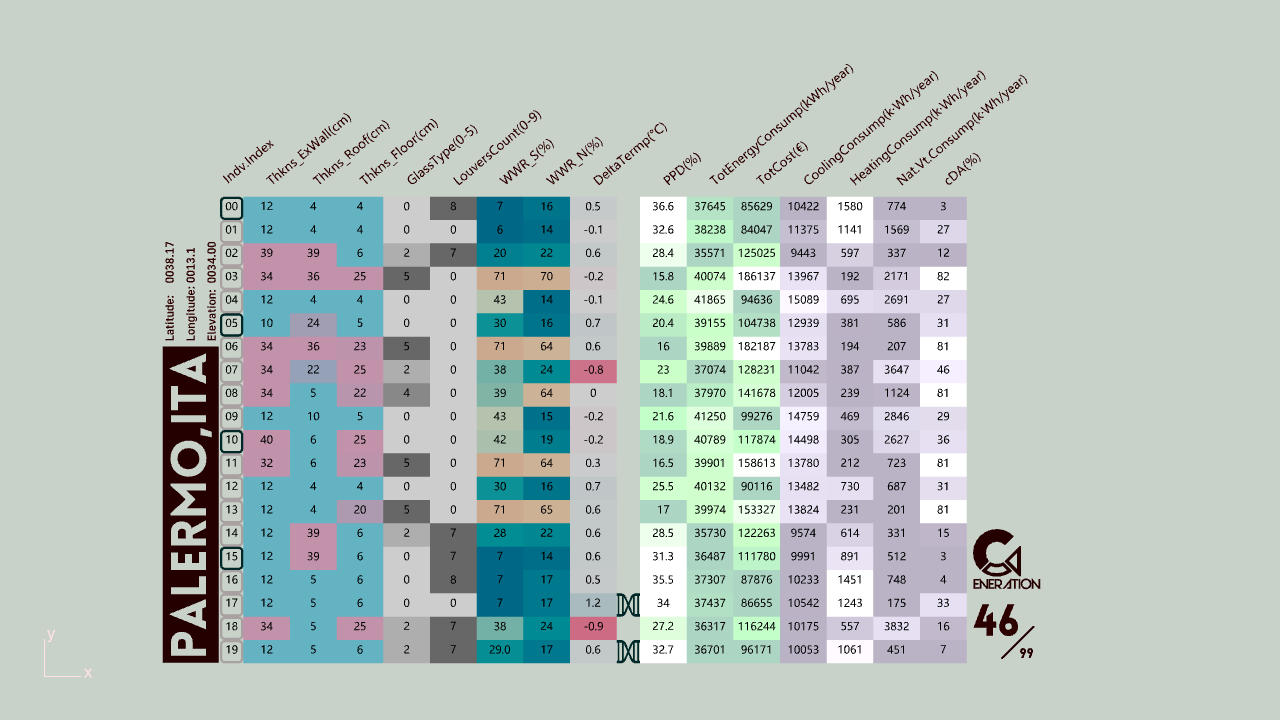 Indv.Index Thkns_ExWall(cm) Thkns_Roof(cm) Thkns_Floor(cm) GlassType(0-5) LouversCount(0-9) WWR_S(%) WWR_N(%) DeltaTermp(°C) PPD(%) TotEnergyConsump(kWh/year) TotCost(€) CoolingConsump(k·Wh/year) HeatingConsump(k·Wh/year) Nat.Vt.Consump(k·Wh/year) cDA(%)
00 12 4 4 0 8 7 16 0.5 36.6 37645 85629 10422 1580 774 3
01 12 4 4 0 0 6 14 -0.1 32.6 38238 84047 11375 1141 1569 27
02 39 39 6 2 7 20 22 0.6 28.4 35571 125025 9443 597 337 12
03 34 36 25 5 0 71 70 -0.2 15.8 40074 186137 13967 192 2171 82
04 12 4 4 0 0 43 14 -0.1 24.6 41865 94636 15089 695 2691 27
05 10 24 5 0 0 30 16 0.7 20.4 39155 104738 12939 381 586 31
06 34 36 23 5 0 71 64 0.6 16 39889 182187 13783 194 207 81
07 34 22 25 2 0 38 24 -0.8 23 37074 128231 11042 387 3647 46
08 34 5 22 4 0 39 64 0 18.1 37970 141678 12005 239 1124 81
09 12 10 5 0 0 43 15 -0.2 21.6 41250 99276 14759 469 2846 29
10 40 6 25 0 0 42 19 -0.2 18.9 40789 117874 14498 305 2627 36
11 32 6 23 5 0 71 64 0.3 16.5 39901 158613 13780 212 723 81
12 12 4 4 0 0 30 16 0.7 25.5 40132 90116 13482 730 687 31
13 12 4 20 5 0 71 65 0.6 17 39974 153327 13824 231 201 81
14 12 39 6 2 7 28 22 0.6 28.5 35730 122263 9574 614 331 15
15 12 39 6 0 7 7 14 0.6 31.3 36487 111780 9991 891 512 3
16 12 5 6 0 8 7 17 0.5 35.5 37307 87876 10233 1451 748 4
17 12 5 6 0 0 7 17 1.2 34 37437 86655 10542 1243 175 33
18 34 5 25 2 7 38 24 -0.9 27.2 36317 116244 10175 557 3832 16
19 12 5 6 2 7 29.0 17 0.6 32.7 36701 96171 10053 1061 451 7
Latitude: 0038.17
Longitude: 0013.1
Elevation: 0034.00
PALERMO,ITA
ENERATION
46/99
y
x